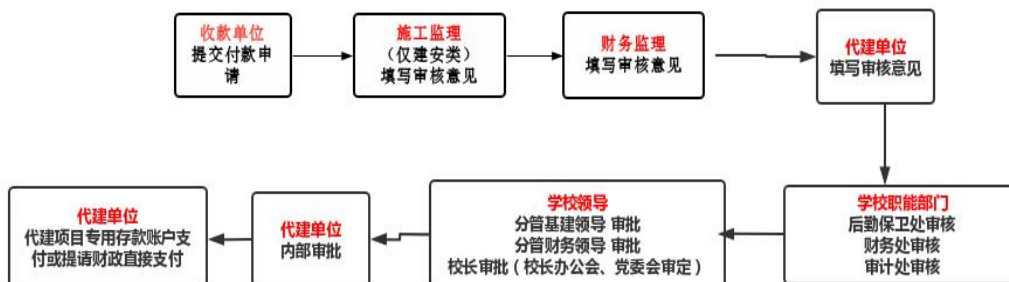 收款单位
提交付款申
请
施工监理
（仅建安类）
填写审核意见
财务监理
填写审核意见
代建单位
填写审核意见
学校职能部门
后勤保卫处审核
财务处审核
审计处审核
学校领导
分管基建领导 审批
分管财务领导 审批
校长审批（校长办公会、党委会审定）
代建单位
内部审批
代建单位
代建项目专用存款账户支
付或提请财政直接支付